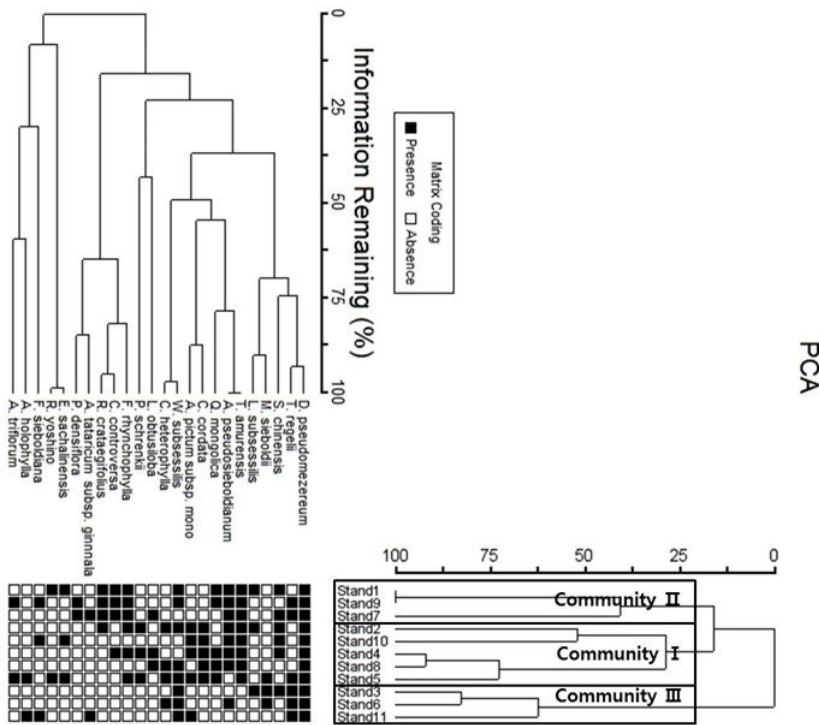 PCA
Information Remaining (%)
0
25
50
75
100
Matrix Coding
Presence
Absence
D. pseudomezereum
T. regelii
S. chinensis
M. sieboldii
L. subsessilis
T. amurensis
A. pseudosieboldianum
Q. mongolica
C. cordata
A. pictum subsp. mono
W. subsessilis
C. heterophylla
L. obtusiloba
P. schrenkii
F. rhynchophylla
C. controversa
R. crataegifolius
A. tataricum subsp. ginnnala
P. densiflora
E. sachalinensis
R. yoshino
F. sieboldiana
A. holophylla
A. triflorum
100
75
50
25
0
Stand1
Stand9
Stand7
Community Ⅱ
Stand2
Stand10
Stand4
Stand8
Stand5
Community Ⅰ
Stand3
Stand6
Stand11
Community Ⅲ